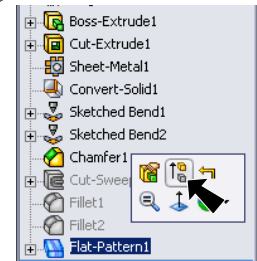 Boss-Extrude1
Cut-Extrude1
Sheet-Metal1
Convert-Solid1
Sketched Bend1
Sketched Bend2
Chamfer1
Cut-Sweep
Fillet1
Fillet2
Flat-Pattern1